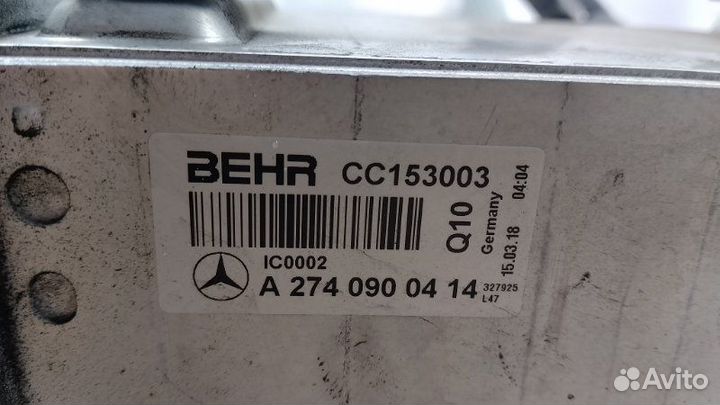 BEHR CC153003
IC0002
A 274 090 04 14
327925
L47
Q10
Germany
15.03.18 04:04
Avito